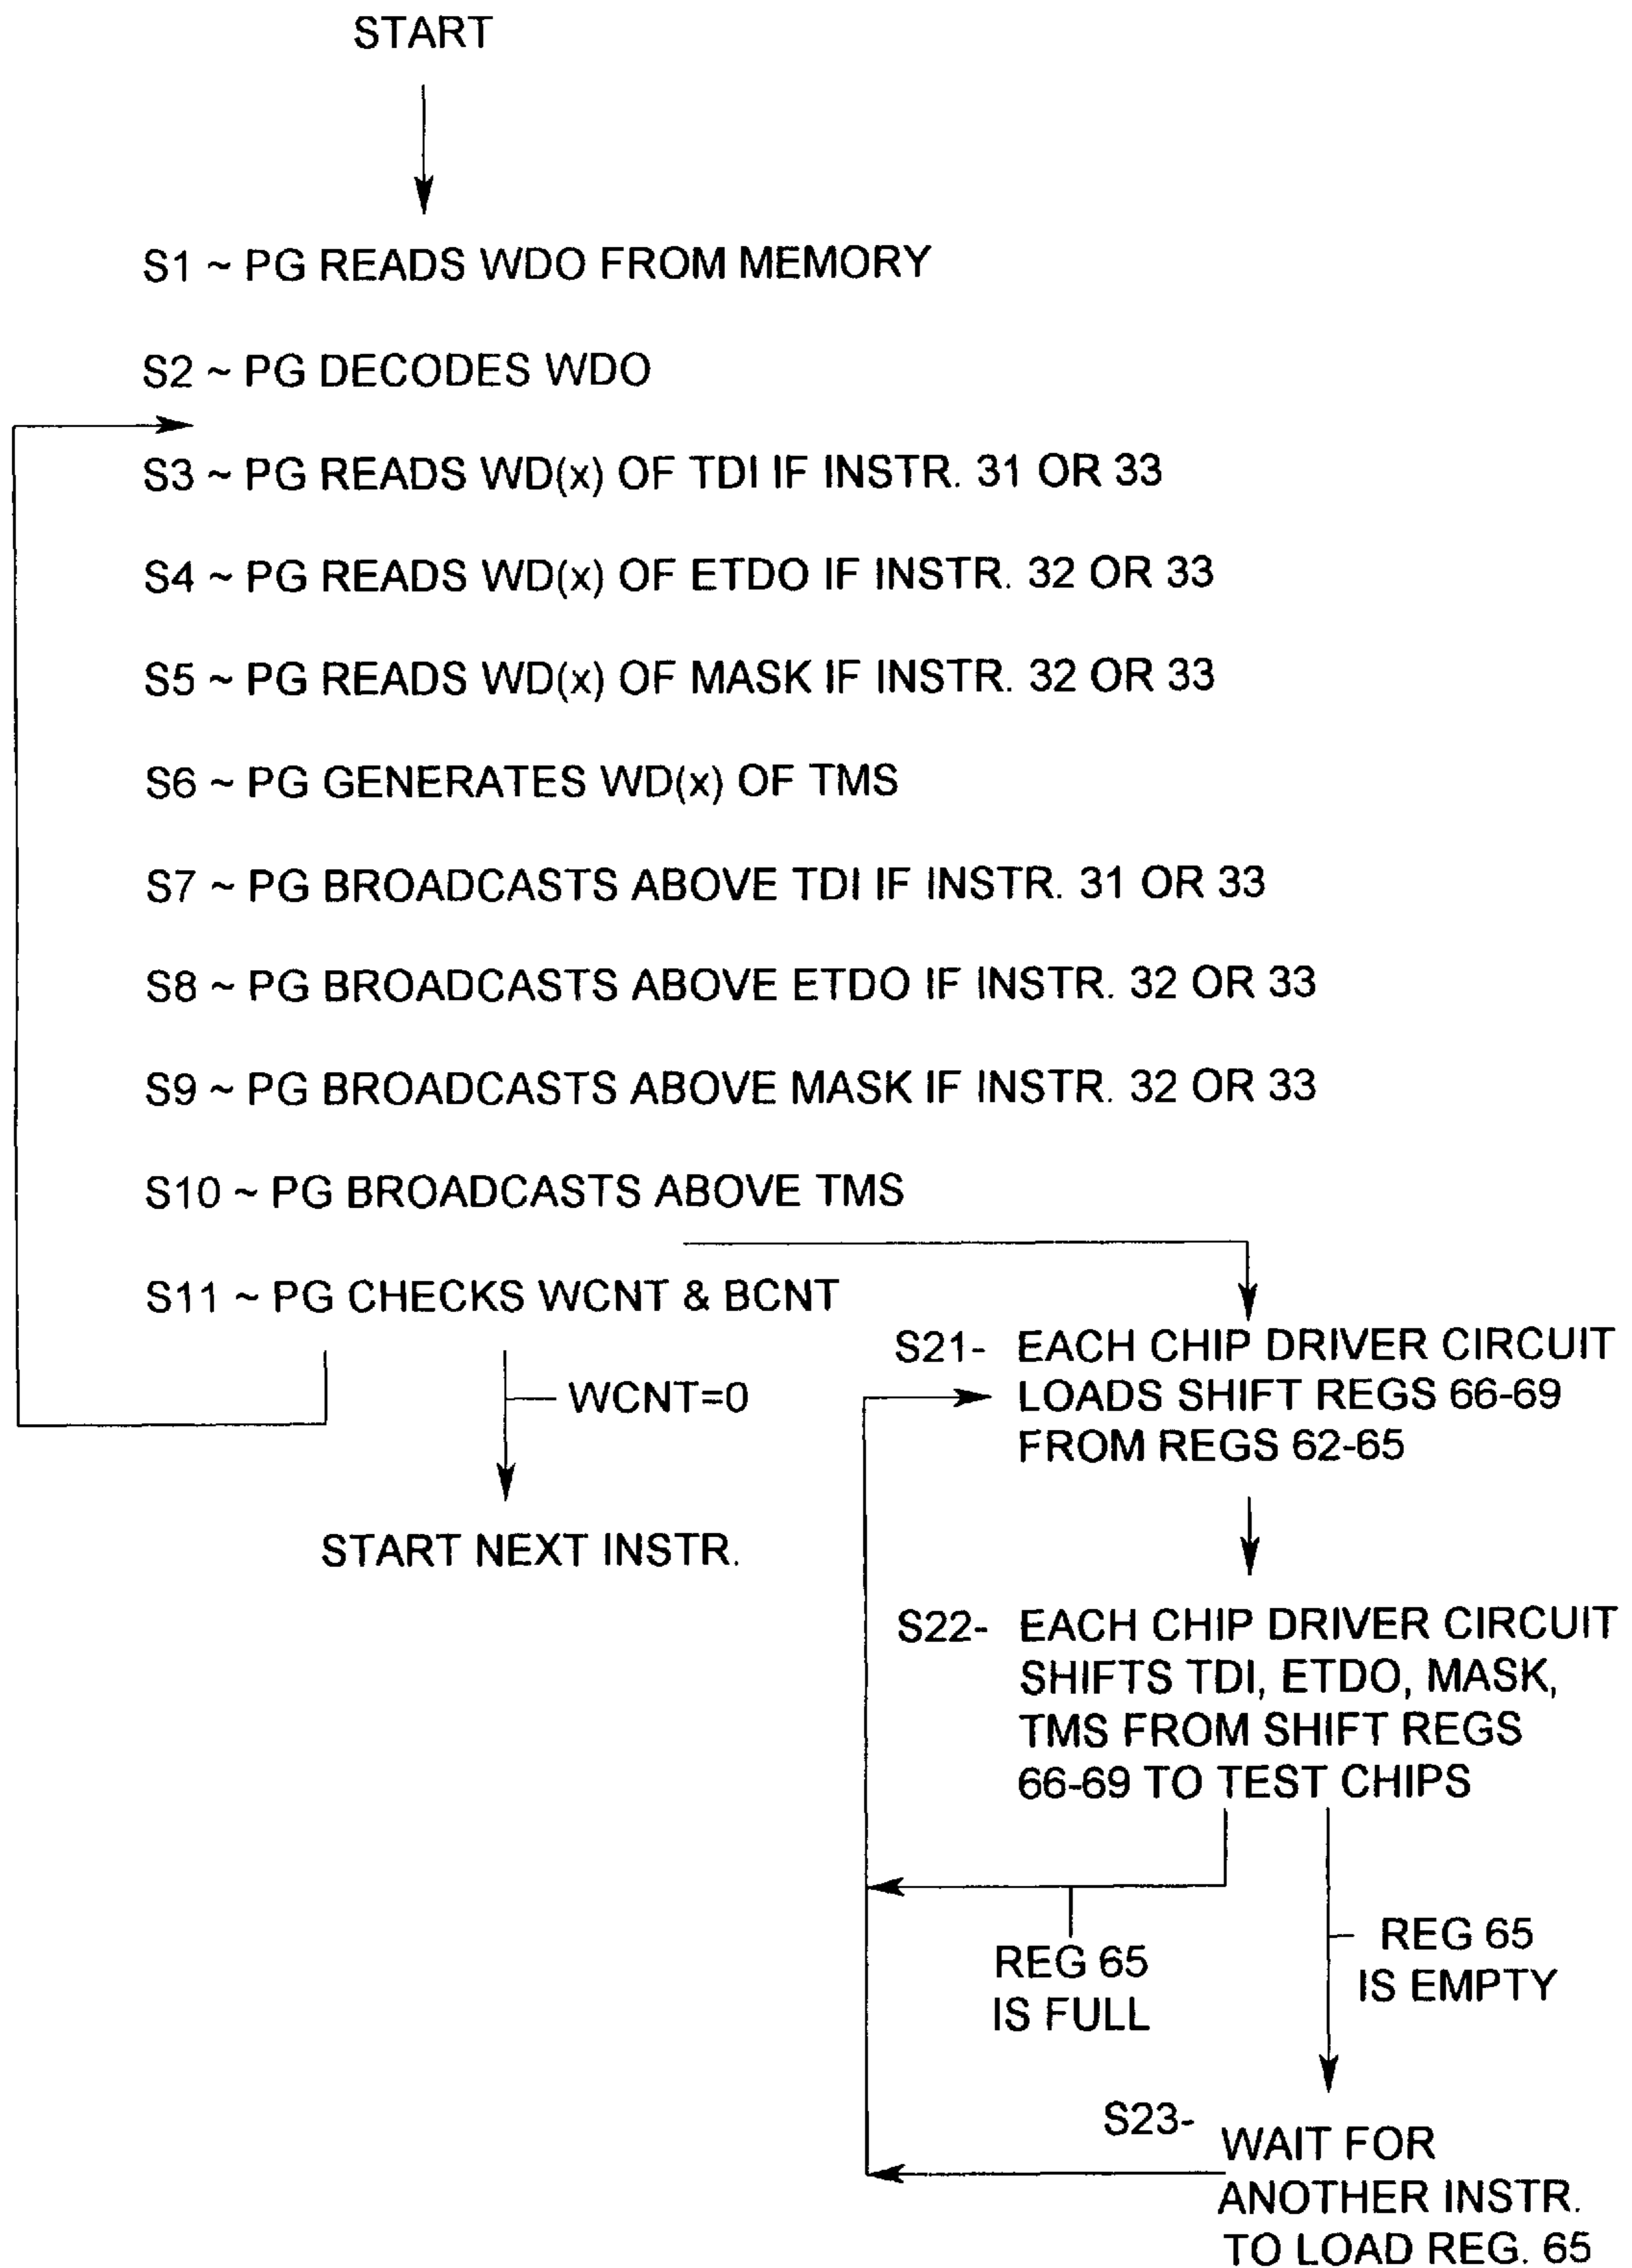 START
S1 ~ PG READS WDO FROM MEMORY
S2 ~ PG DECODES WDO
S3 ~ PG READS WD(x) OF TDI IF INSTR. 31 OR 33
S4 ~ PG READS WD(x) OF ETDO IF INSTR. 32 OR 33
S5 ~ PG READS WD(x) OF MASK IF INSTR. 32 OR 33
S6 ~ PG GENERATES WD(x) OF TMS
S7 ~ PG BROADCASTS ABOVE TDI IF INSTR. 31 OR 33
S8 ~ PG BROADCASTS ABOVE ETDO IF INSTR. 32 OR 33
S9 ~ PG BROADCASTS ABOVE MASK IF INSTR. 32 OR 33
S10 ~ PG BROADCASTS ABOVE TMS
S11 ~ PG CHECKS WCNT & BCNT
WCNT=0
START NEXT INSTR.
S21- EACH CHIP DRIVER CIRCUIT
LOADS SHIFT REGS 66-69
FROM REGS 62-65
S22- EACH CHIP DRIVER CIRCUIT
SHIFTS TDI, ETDO, MASK,
TMS FROM SHIFT REGS
66-69 TO TEST CHIPS
REG 65
IS FULL
REG 65
IS EMPTY
S23- WAIT FOR
ANOTHER INSTR.
TO LOAD REG. 65